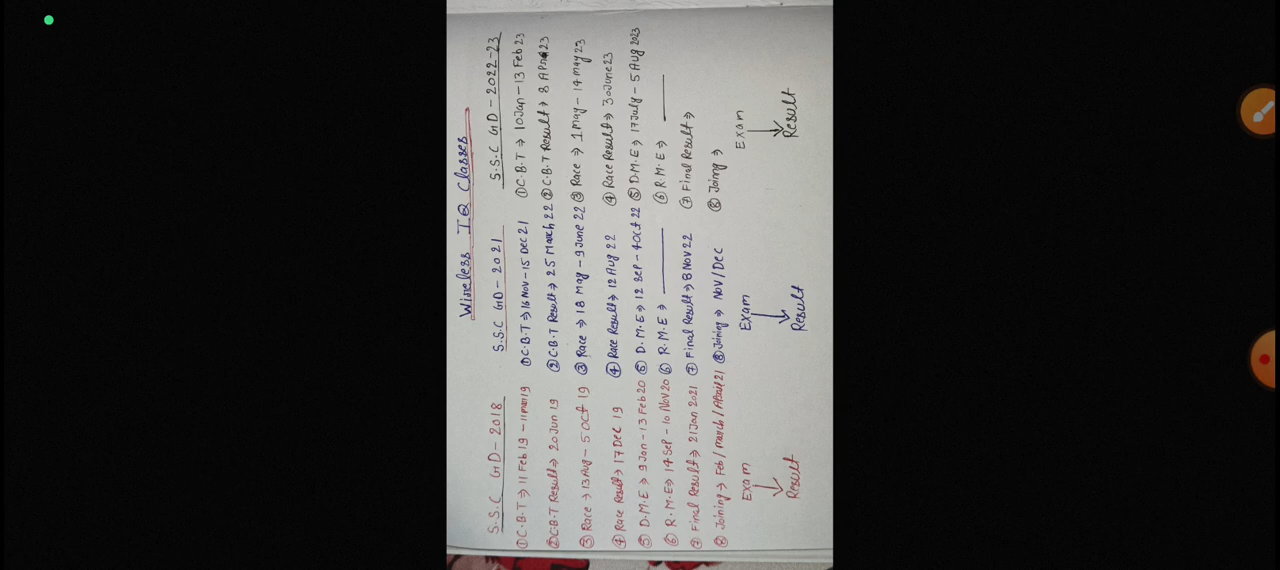 Wireless TQ Classes
S.S.C GD-2018
① C.B.T ⇒ 11 Feb 19 - 11 mar 19
② C.B.T Result ⇒ 20 Jun 19
③ Race → 13 Aug - 5 Oct 19
④ Race Result ⇒ 17 Dec 19
⑤ D.M.E ⇒ 9 Jan - 13 Feb 20
⑥ R.M.E ⇒ 14 Sep - 10 Nov 20
⑦ Final Result ⇒ 21 Jan 2021
⑧ Joining → Feb / march / April 21
Exam
↓
Result
S.S.C GD-2021
① C.B.T ⇒ 16 Nov - 15 Dec 21
② C.B.T Result ⇒ 25 March 22
③ Race ⇒ 18 May - 9 June 22
④ Race Result ⇒ 12 Aug 22
⑤ D.M.E ⇒ 12 Sep - 4 Oct 22
⑥ R.M.E ⇒ ———
⑦ Final Result ⇒ 8 Nov 22
⑧ Joining ⇒ Nov/Dec
Exam
↓
Result
S.S.C GD-2022-23
① C.B.T ⇒ 10 Jan - 13 Feb 23
② C.B.T Result ⇒ 8 Apr 23
③ Race ⇒ 1 May - 14 may 23
④ Race Result ⇒ 30 June 23
⑤ D.M.E ⇒ 17 July - 5 Aug 2023
⑥ R.M.E ⇒ ———
⑦ Final Result ⇒
⑧ Joinng ⇒
Exam
↓
Result